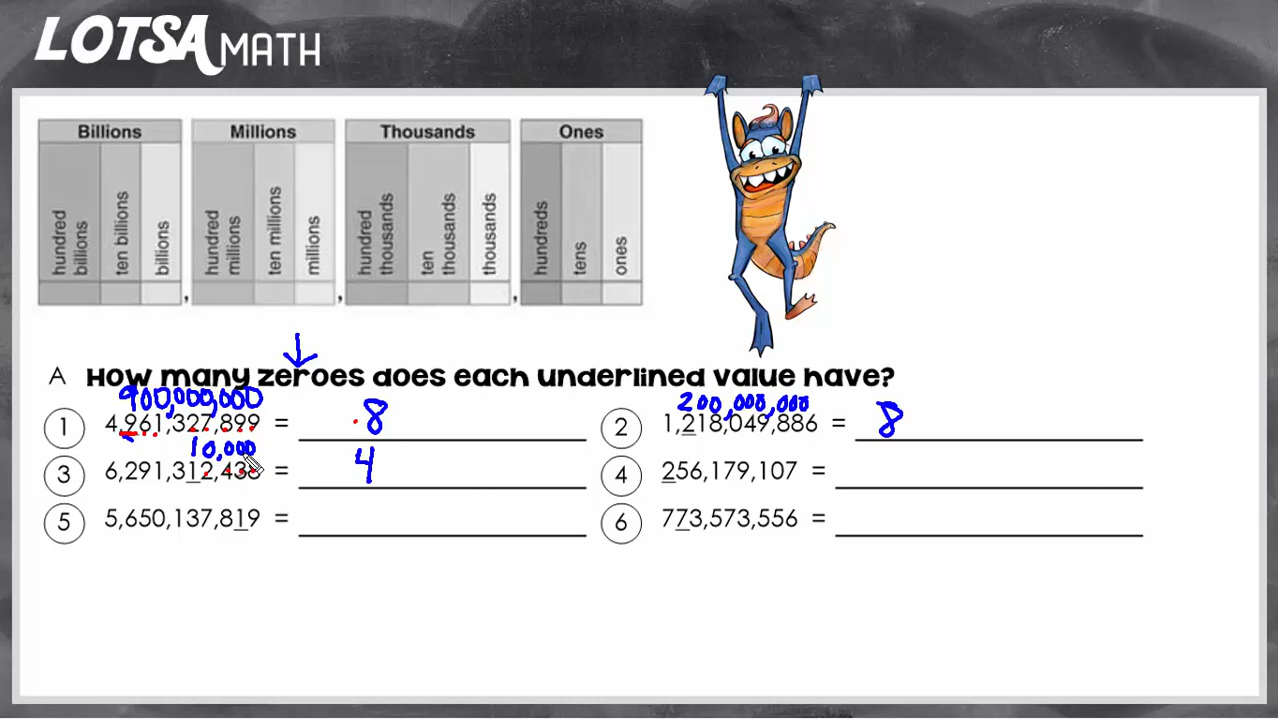 LOTSA MATH
Billions Millions Thousands Ones
hundred billions ten billions billions , hundred millions ten millions millions , hundred thousands ten thousands thousands , hundreds tens ones
A How many zeroes does each underlined value have?
900,000,000
1 4,961,327,899 = 8
200,000,000
2 1,218,049,886 = 8
10,000
3 6,291,312,438 = 4
4 256,179,107 =
5 5,650,137,819 =
6 773,573,556 =